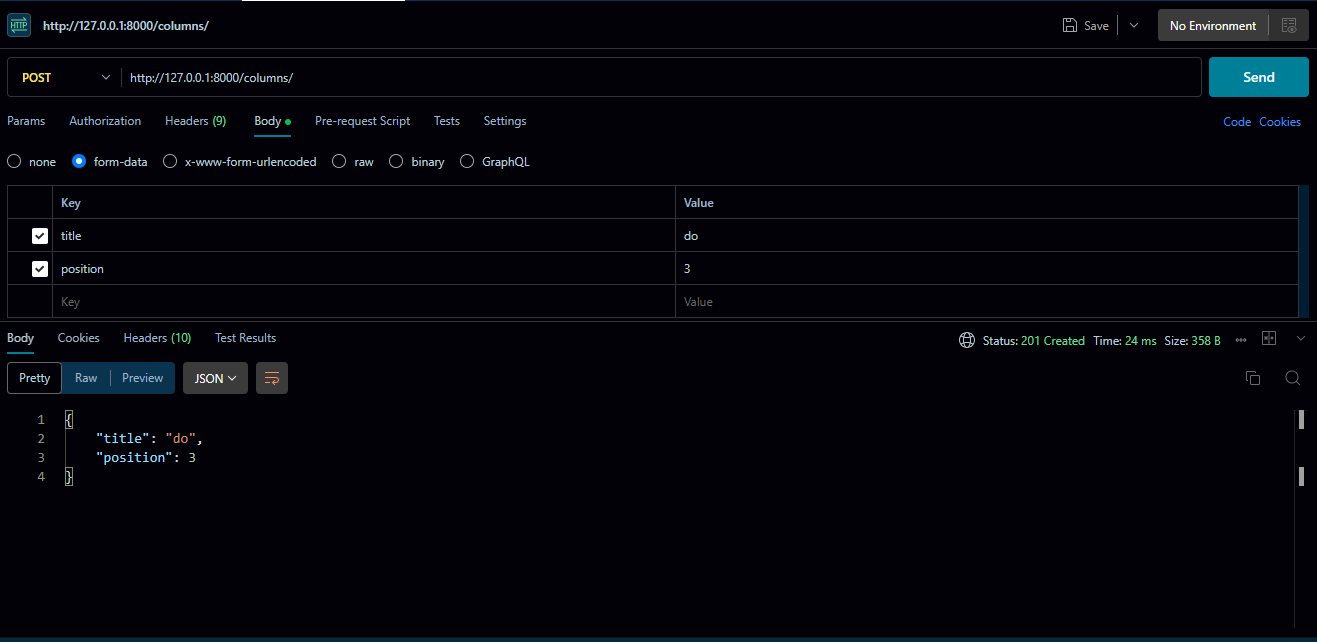 HTTP http://127.0.0.1:8000/columns/ Save No Environment
POST http://127.0.0.1:8000/columns/ Send
Params Authorization Headers (9) Body Pre-request Script Tests Settings Code Cookies
none form-data x-www-form-urlencoded raw binary GraphQL
Key Value
title do
position 3
Key Value
Body Cookies Headers (10) Test Results Status: 201 Created Time: 24 ms Size: 358 B
Pretty Raw Preview JSON
1 {
2 "title": "do",
3 "position": 3
4 }